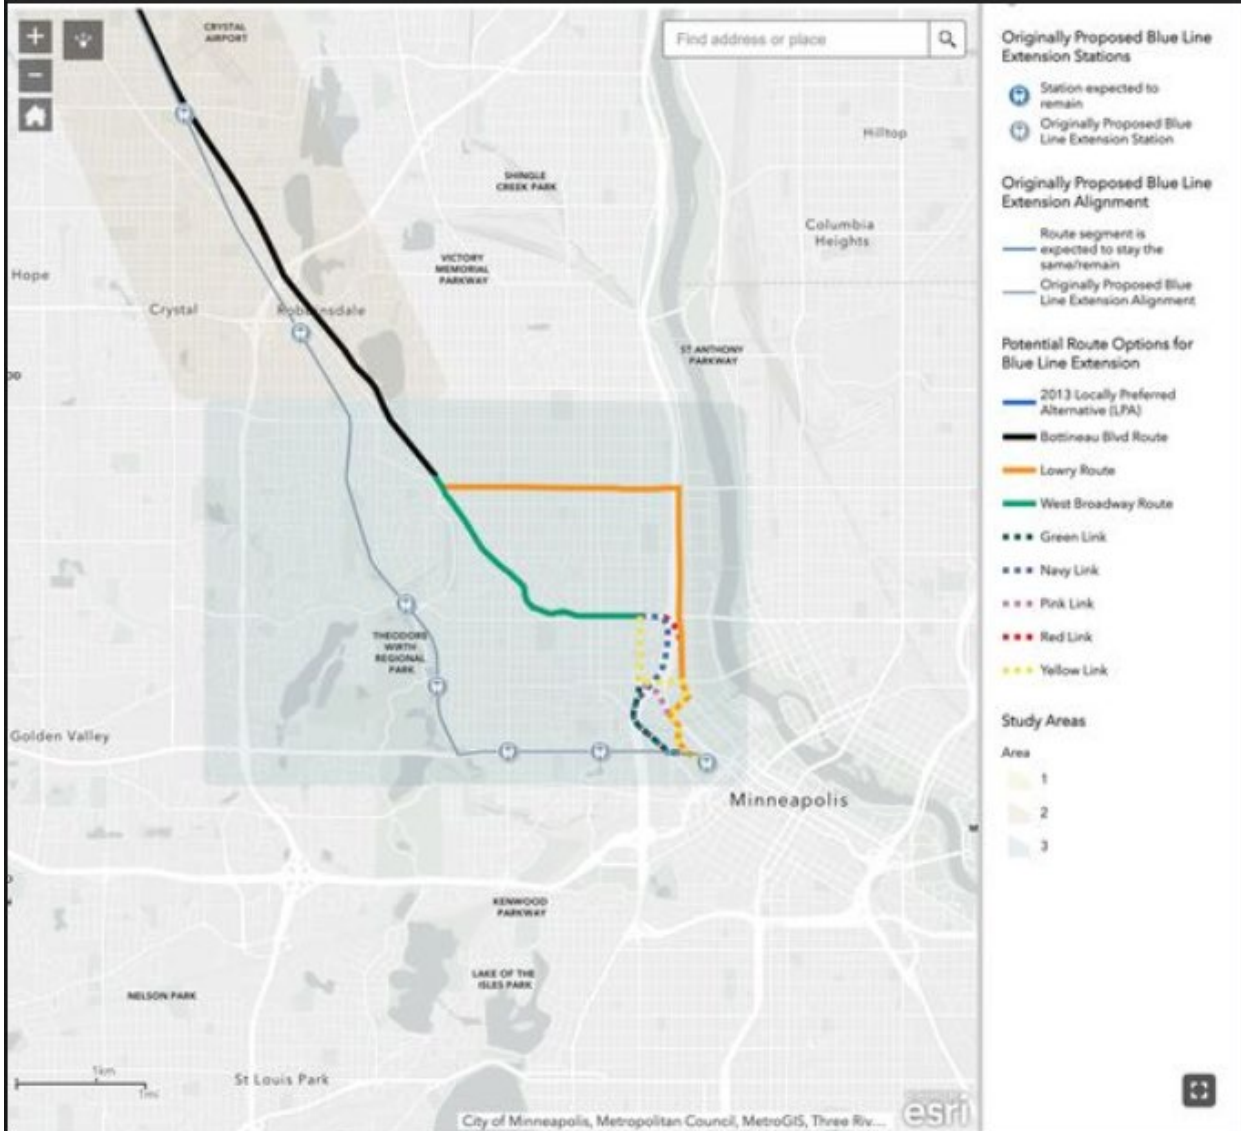 CRYSTAL
AIRPORT
Find address or place
Hilltop
SHINGLE
CREEK PARK
Columbia
Heights
VICTORY
MEMORIAL
PARKWAY
Hope
Crystal
Robbinsdale
ST ANTHONY
PARKWAY
THEODORE
WIRTH
REGIONAL
PARK
Golden Valley
Minneapolis
KENWOOD
PARKWAY
LAKE OF THE
ISLES PARK
NELSON PARK
1km
1mi
St Louis Park
City of Minneapolis, Metropolitan Council, MetroGIS, Three Riv...
esri
Originally Proposed Blue Line
Extension Stations
Station expected to
remain
Originally Proposed Blue
Line Extension Station
Originally Proposed Blue Line
Extension Alignment
Route segment is
expected to stay the
same/remain
Originally Proposed Blue
Line Extension Alignment
Potential Route Options for
Blue Line Extension
2013 Locally Preferred
Alternative (LPA)
Bottineau Blvd Route
Lowry Route
West Broadway Route
Green Link
Navy Link
Pink Link
Red Link
Yellow Link
Study Areas
Area
1
2
3